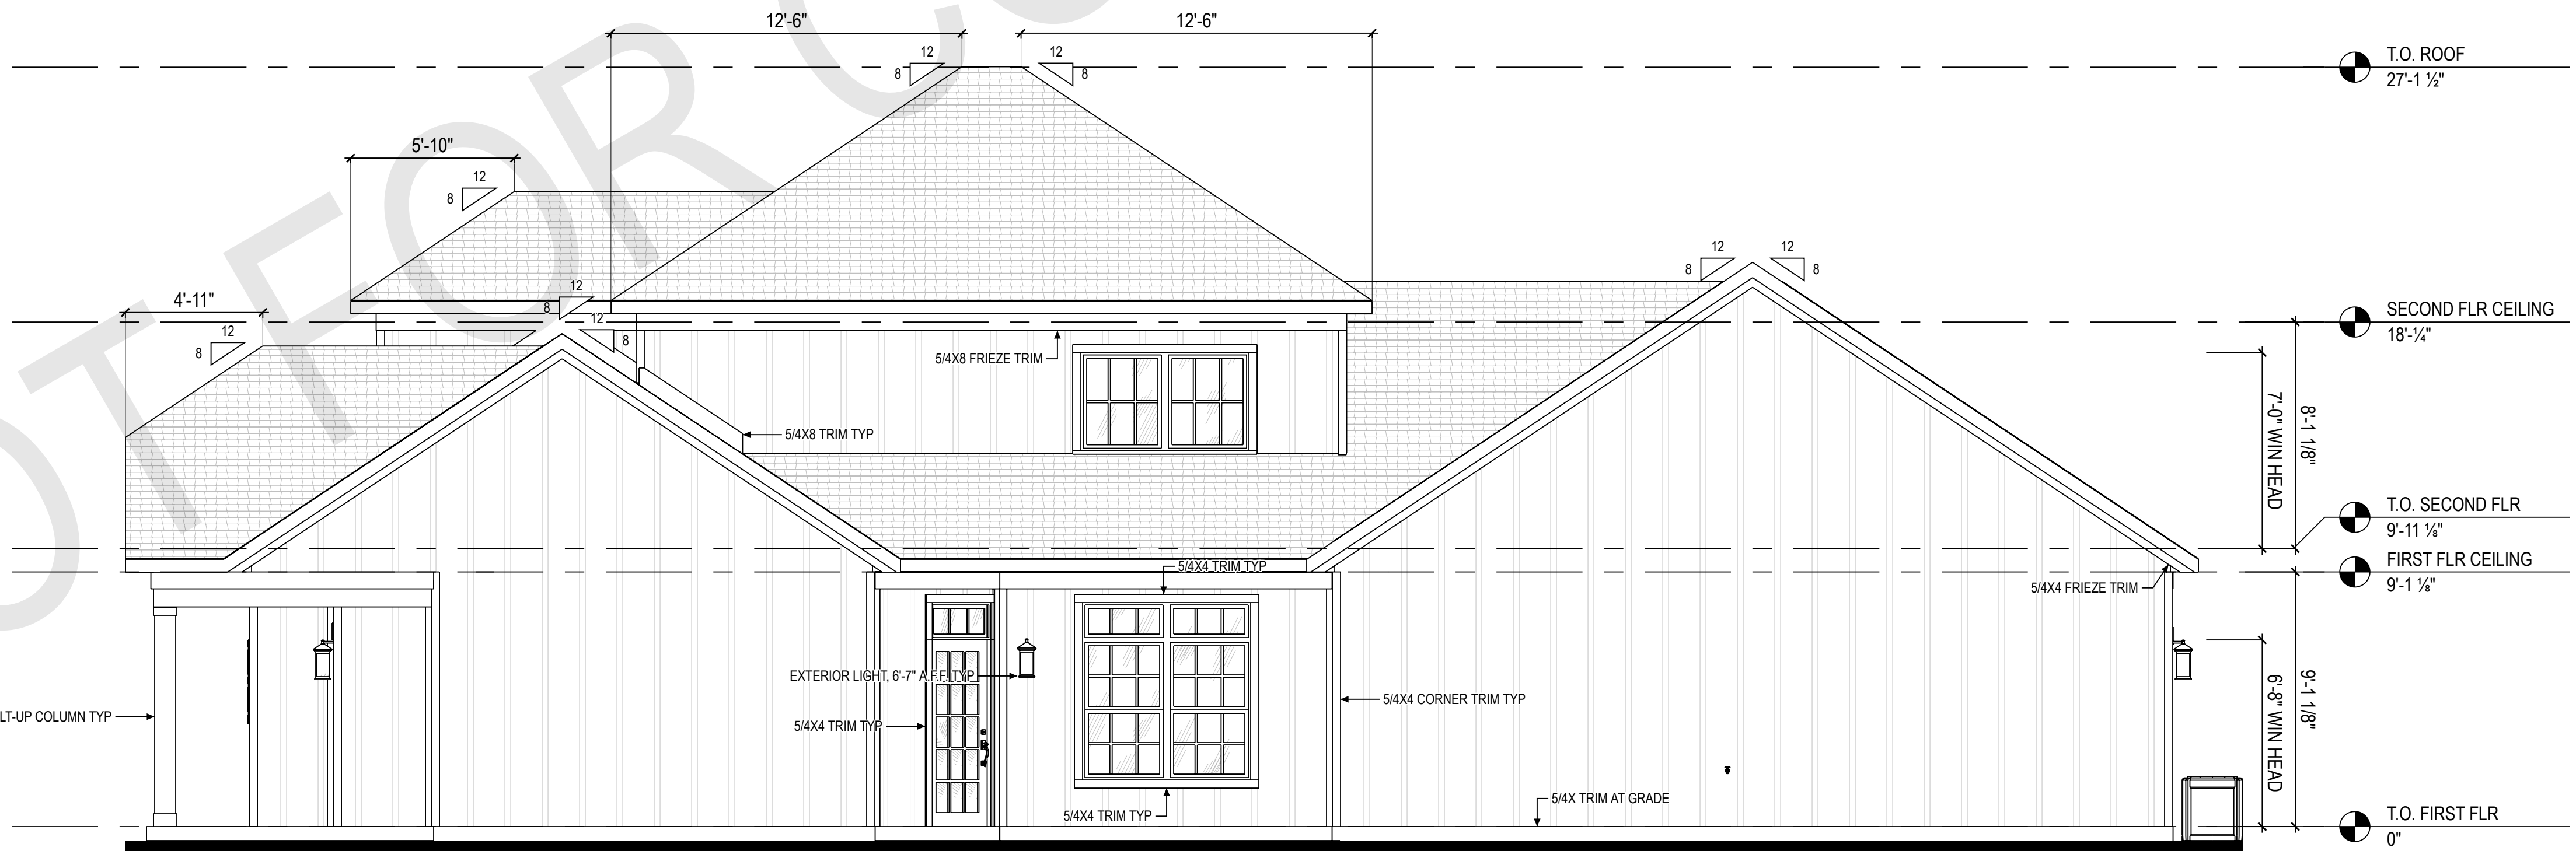 12'-6"
12'-6"
12
8
12
8
T.O. ROOF
27'-1 ½"
5'-10"
12
8
12
8
12
8
4'-11"
12
8
12
8
12
8
SECOND FLR CEILING
18'-¼"
5/4X8 FRIEZE TRIM
7'-0" WIN HEAD
8'-1 1/8"
5/4X8 TRIM TYP
T.O. SECOND FLR
9'-11 ⅛"
FIRST FLR CEILING
9'-1 ⅛"
5/4X4 TRIM TYP
5/4X4 FRIEZE TRIM
EXTERIOR LIGHT, 6'-7" A.F.F. TYP
5/4X4 CORNER TRIM TYP
6'-8" WIN HEAD
9'-1 1/8"
LT-UP COLUMN TYP
5/4X4 TRIM TYP
5/4X TRIM AT GRADE
5/4X4 TRIM TYP
T.O. FIRST FLR
0"
OT FOR CO